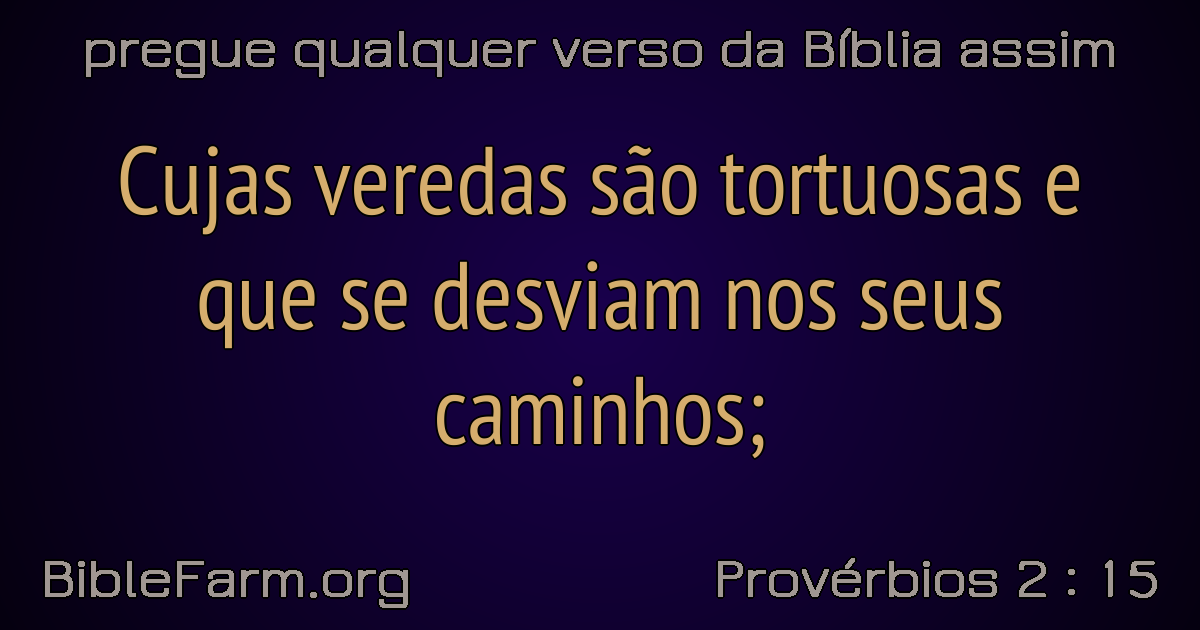 pregue qualquer verso da Bíblia assim
Cujas veredas são tortuosas e
que se desviam nos seus
caminhos;
BibleFarm.org
Provérbios 2 : 15